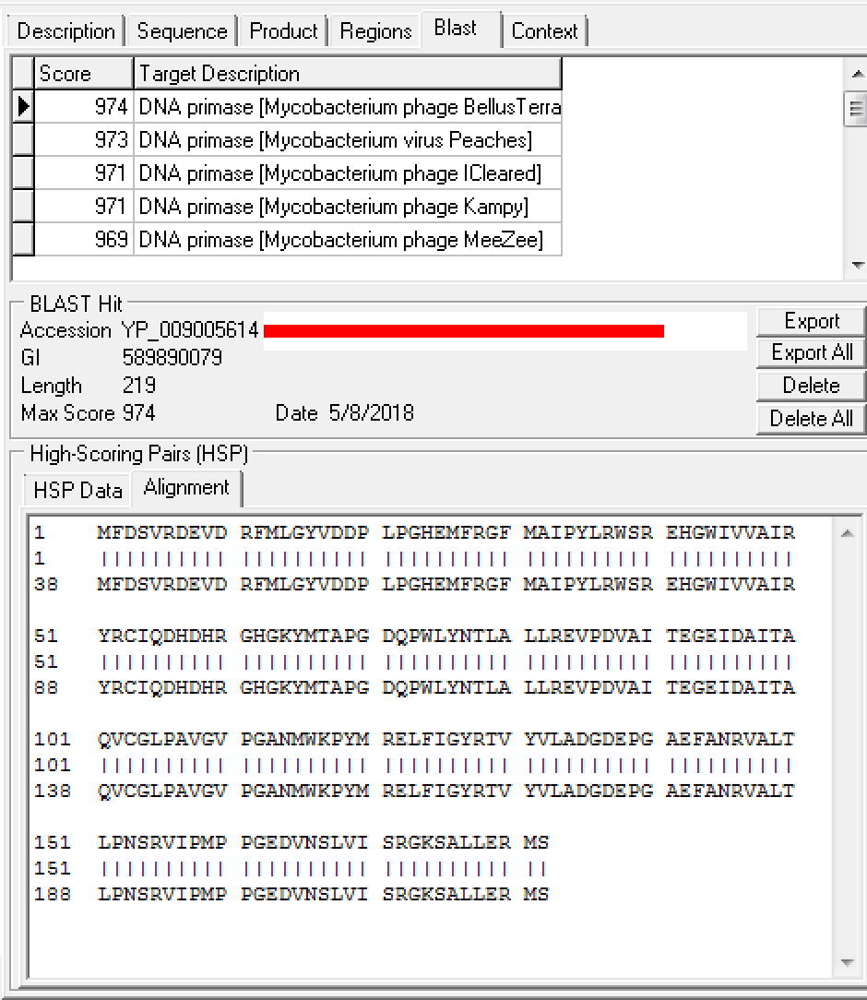 Description Sequence Product Regions Blast Context
Score Target Description
974 DNA primase [Mycobacterium phage BellusTerra
973 DNA primase [Mycobacterium virus Peaches]
971 DNA primase [Mycobacterium phage ICleared]
971 DNA primase [Mycobacterium phage Kampy]
969 DNA primase [Mycobacterium phage MeeZee]
BLAST Hit
Accession YP_009005614 Export
GI 589890079 Export All
Length 219 Delete
Max Score 974 Date 5/8/2018 Delete All
High-Scoring Pairs (HSP)
HSP Data Alignment
1 MFDSVRDEVD RFMLGYVDDP LPGHEMFRGF MAIPYLRWSR EHGWIVVAIR
1 |||||||||| |||||||||| |||||||||| |||||||||| ||||||||||
38 MFDSVRDEVD RFMLGYVDDP LPGHEMFRGF MAIPYLRWSR EHGWIVVAIR
51 YRCIQDHDHR GHGKYMTAPG DQPWLYNTLA LLREVPDVAI TEGEIDAITA
51 |||||||||| |||||||||| |||||||||| |||||||||| ||||||||||
88 YRCIQDHDHR GHGKYMTAPG DQPWLYNTLA LLREVPDVAI TEGEIDAITA
101 QVCGLPAVGV PGANMWKPYM RELFIGYRTV YVLADGDEPG AEFANRVALT
101 |||||||||| |||||||||| |||||||||| |||||||||| ||||||||||
138 QVCGLPAVGV PGANMWKPYM RELFIGYRTV YVLADGDEPG AEFANRVALT
151 LPNSRVIPMP PGEDVNSLVI SRGKSALLER MS
151 |||||||||| |||||||||| |||||||||| ||
188 LPNSRVIPMP PGEDVNSLVI SRGKSALLER MS